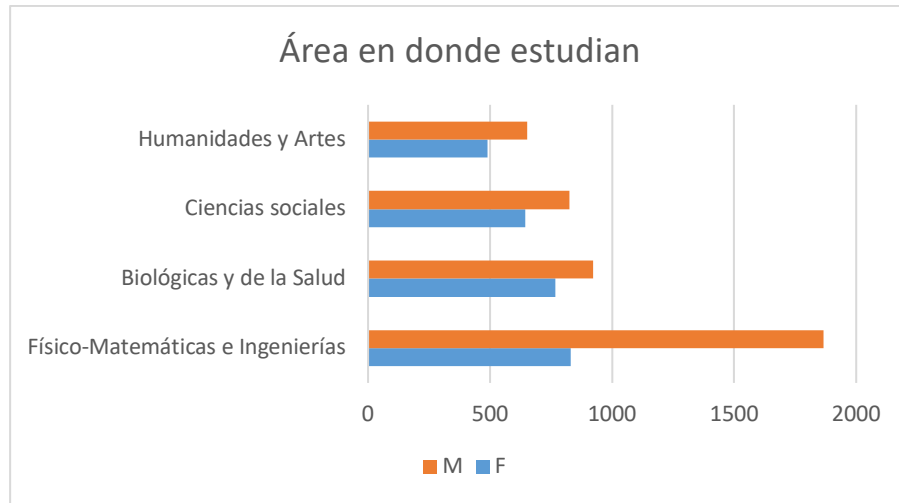 Área en donde estudian
Humanidades y Artes
Ciencias sociales
Biológicas y de la Salud
Físico-Matemáticas e Ingenierías
0 500 1000 1500 2000
M F